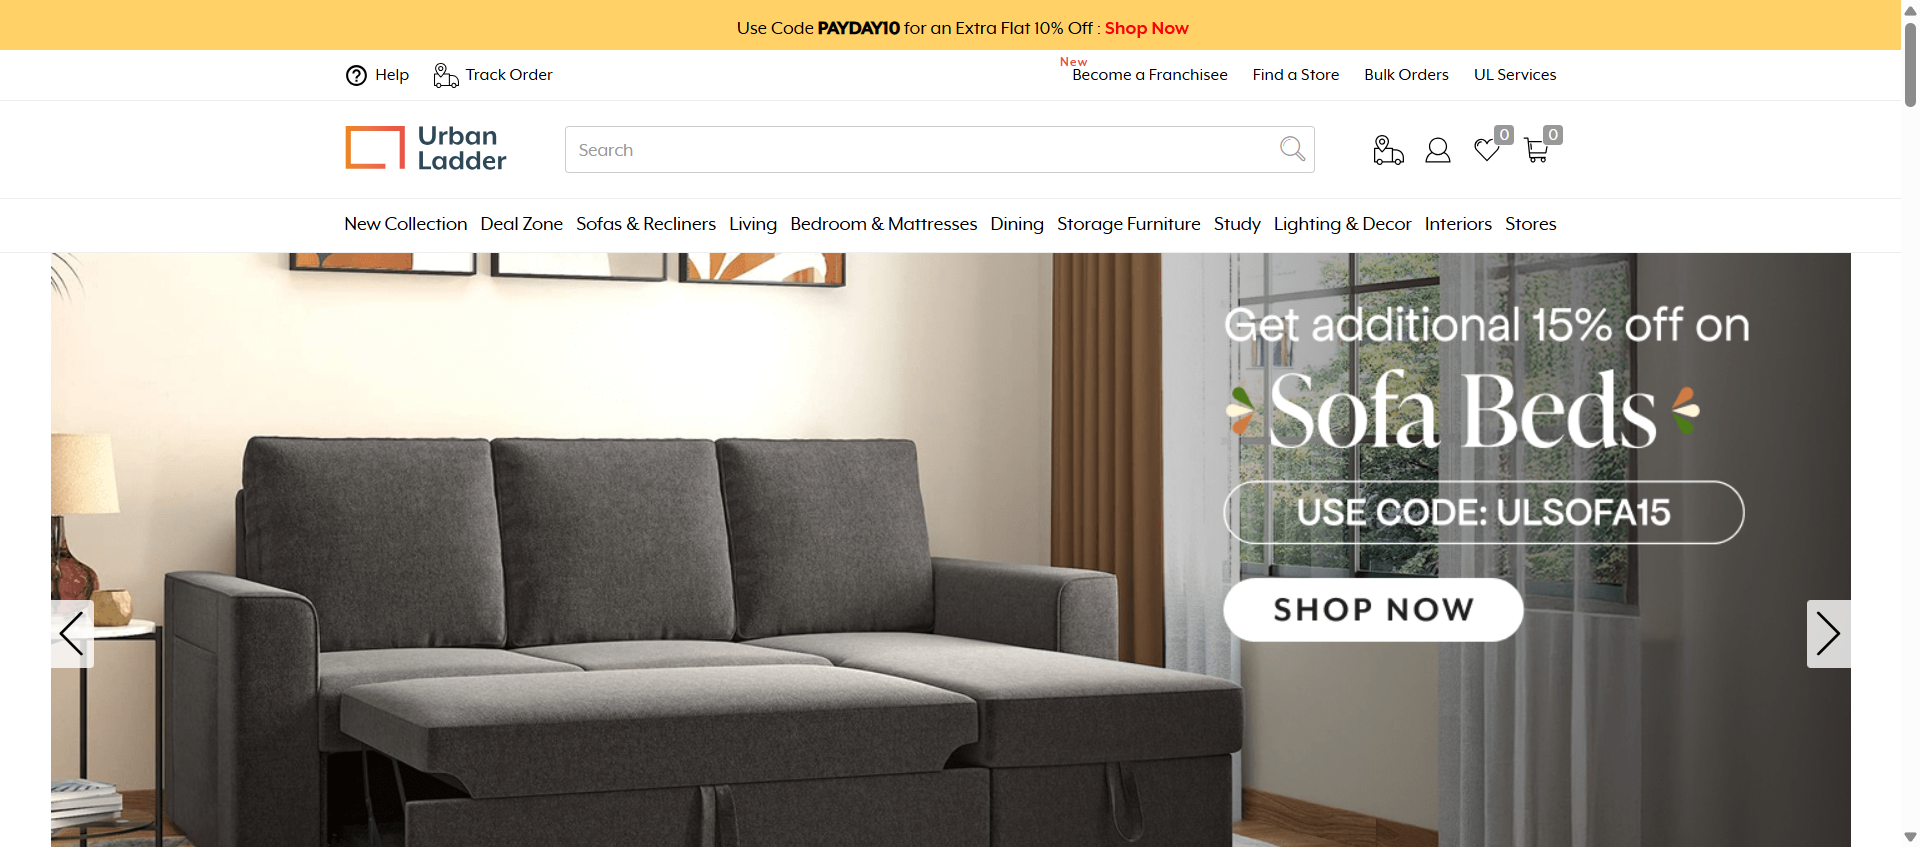 Use Code PAYDAY10 for an Extra Flat 10% Off : Shop Now
Help
Track Order
New
Become a Franchisee
Find a Store
Bulk Orders
UL Services
Urban
Ladder
Search
0
0
New Collection
Deal Zone
Sofas & Recliners
Living
Bedroom & Mattresses
Dining
Storage Furniture
Study
Lighting & Decor
Interiors
Stores
Get additional 15% off on
Sofa Beds
USE CODE: ULSOFA15
SHOP NOW